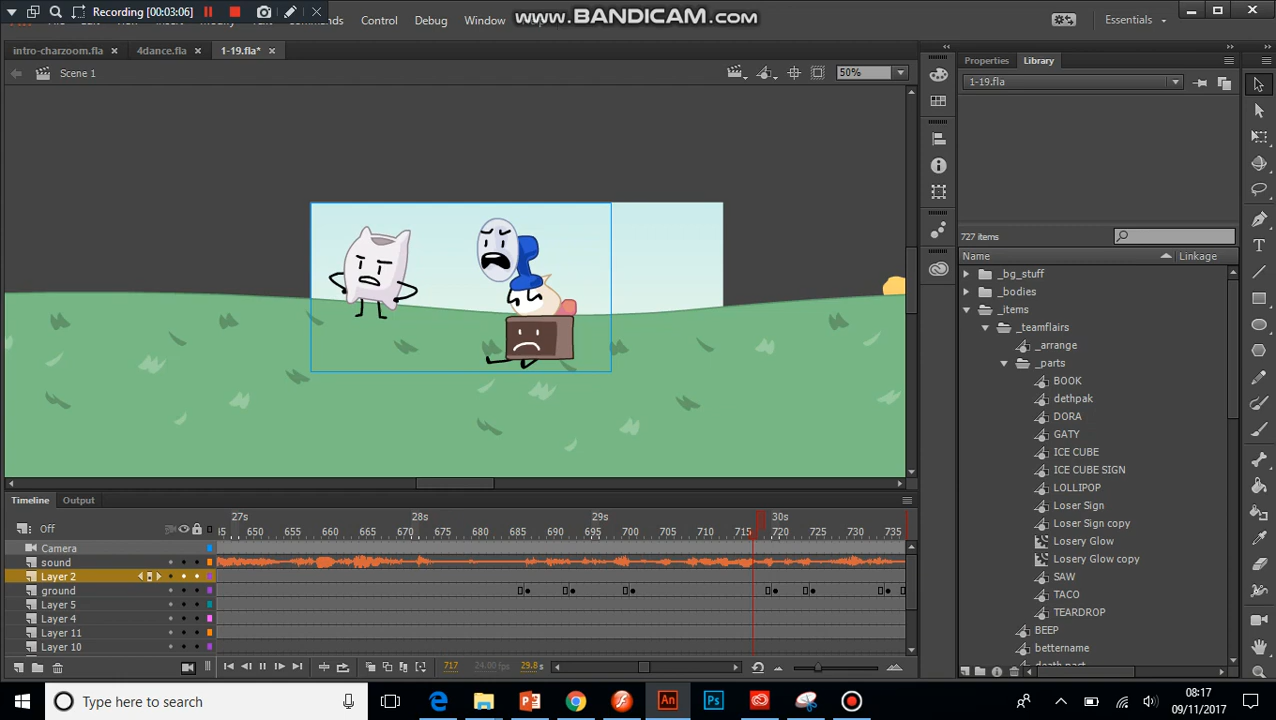 Recording [00:03:06]
www.BANDICAM.com
Control Debug Window
Essentials
intro-charzoom.fla 4dance.fla 1-19.fla*
Scene 1
50%
Properties Library
1-19.fla
727 items
Name Linkage
_bg_stuff
_bodies
_items
_teamflairs
_arrange
_parts
BOOK
dethpak
DORA
GATY
ICE CUBE
ICE CUBE SIGN
LOLLIPOP
Loser Sign
Loser Sign copy
Losery Glow
Losery Glow copy
SAW
TACO
TEARDROP
BEEP
bettername
Timeline Output
Off
27s 28s 29s 30s
45 650 655 660 665 670 675 680 685 690 695 700 705 710 715 720 725 730 735
Camera
sound
Layer 2
ground
Layer 5
Layer 4
Layer 11
Layer 10
717 24.00 fps 29.8s
Type here to search
An Ps
08:17
09/11/2017